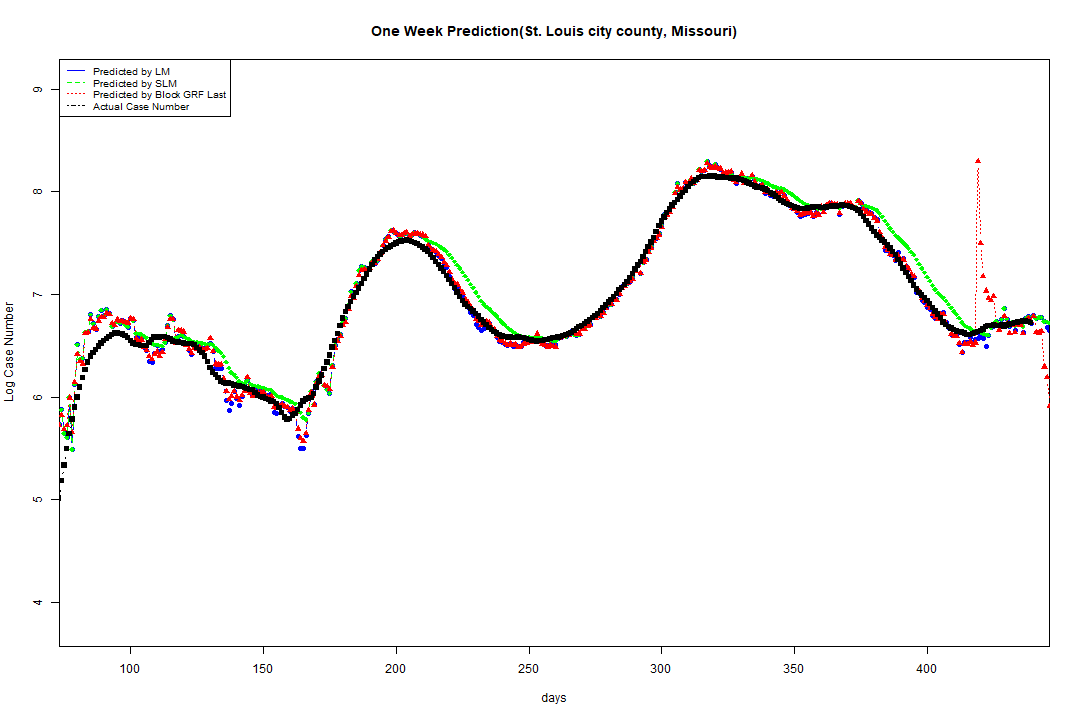 One Week Prediction(St. Louis city county, Missouri)
Predicted by LM
Predicted by SLM
Predicted by Block GRF Last
Actual Case Number
9
8
7
6
5
4
Log Case Number
100 150 200 250 300 350 400
days